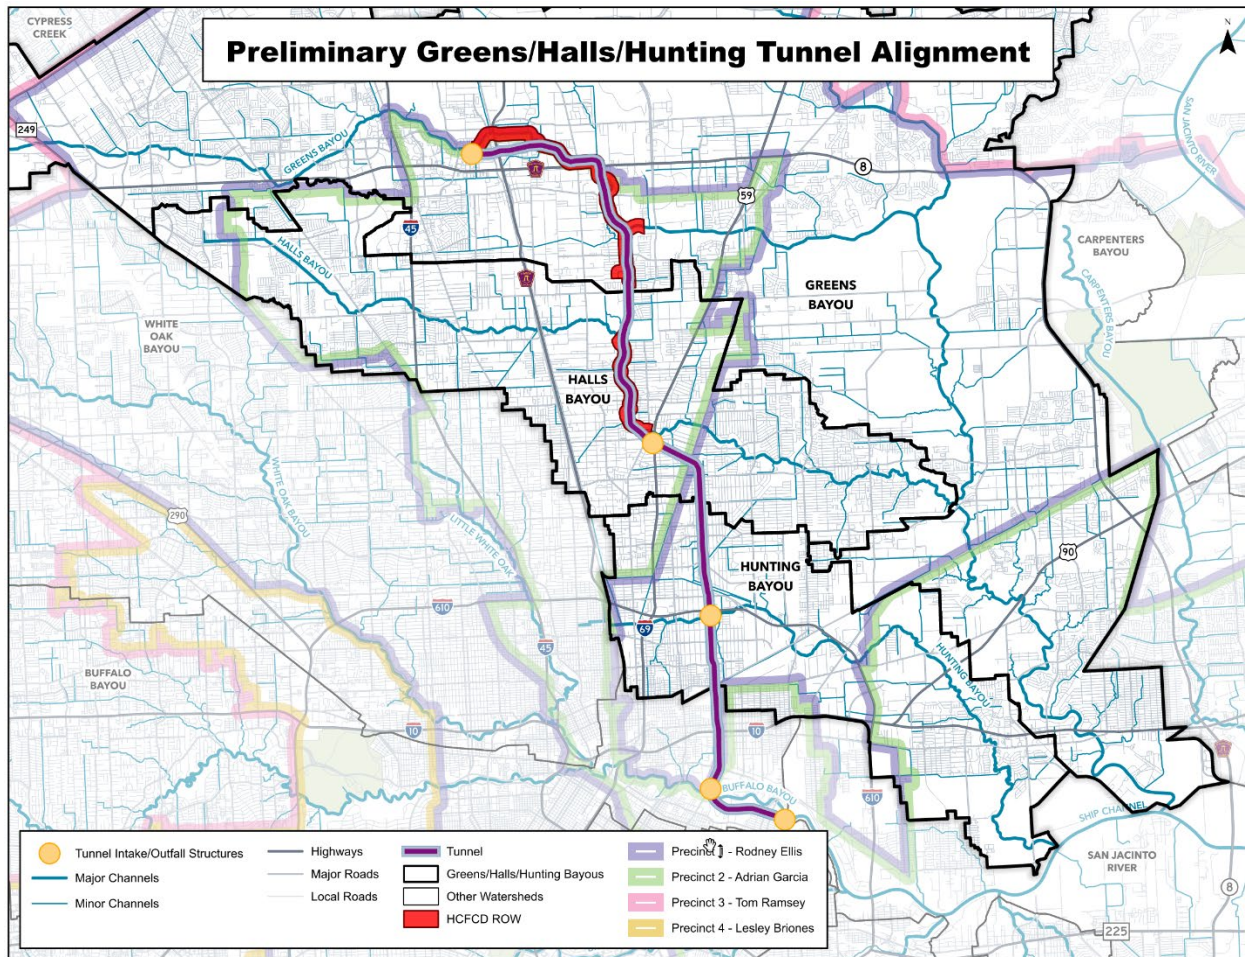 Preliminary Greens/Halls/Hunting Tunnel Alignment
N
CYPRESS
CREEK
249
GREENS BAYOU
8
59
SAN JACINTO RIVER
45
HALLS BAYOU
CARPENTERS
BAYOU
CARPENTERS BAYOU
GREENS
BAYOU
WHITE
OAK
BAYOU
HALLS
BAYOU
WHITE OAK BAYOU
290
LITTLE WHITE OAK
90
HUNTING
BAYOU
610
69
45
HUNTING BAYOU
BUFFALO
BAYOU
10
10
BUFFALO BAYOU
610
SHIP CHANNEL
SAN JACINTO
RIVER
8
225
Tunnel Intake/Outfall Structures
Major Channels
Minor Channels
Highways
Major Roads
Local Roads
Tunnel
Greens/Halls/Hunting Bayous
Other Watersheds
HCFCD ROW
Precinct 1 - Rodney Ellis
Precinct 2 - Adrian Garcia
Precinct 3 - Tom Ramsey
Precinct 4 - Lesley Briones